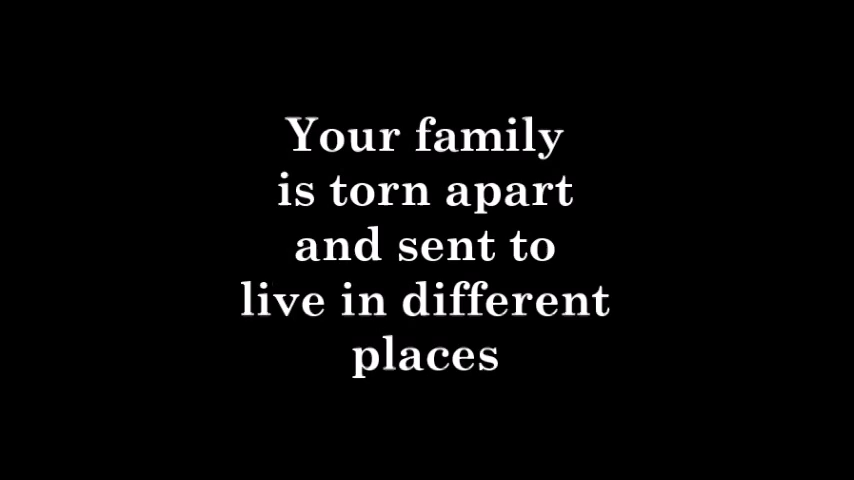 Your family
is torn apart
and sent to
live in different
places